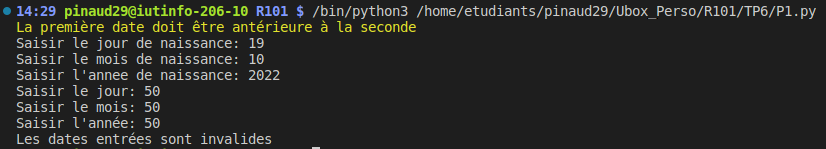 14:29 pinaud29@iutinfo-206-10 R101 $ /bin/python3 /home/etudiants/pinaud29/Ubox_Perso/R101/TP6/P1.py
La première date doit être antérieure à la seconde
Saisir le jour de naissance: 19
Saisir le mois de naissance: 10
Saisir l'annee de naissance: 2022
Saisir le jour: 50
Saisir le mois: 50
Saisir l'année: 50
Les dates entrées sont invalides